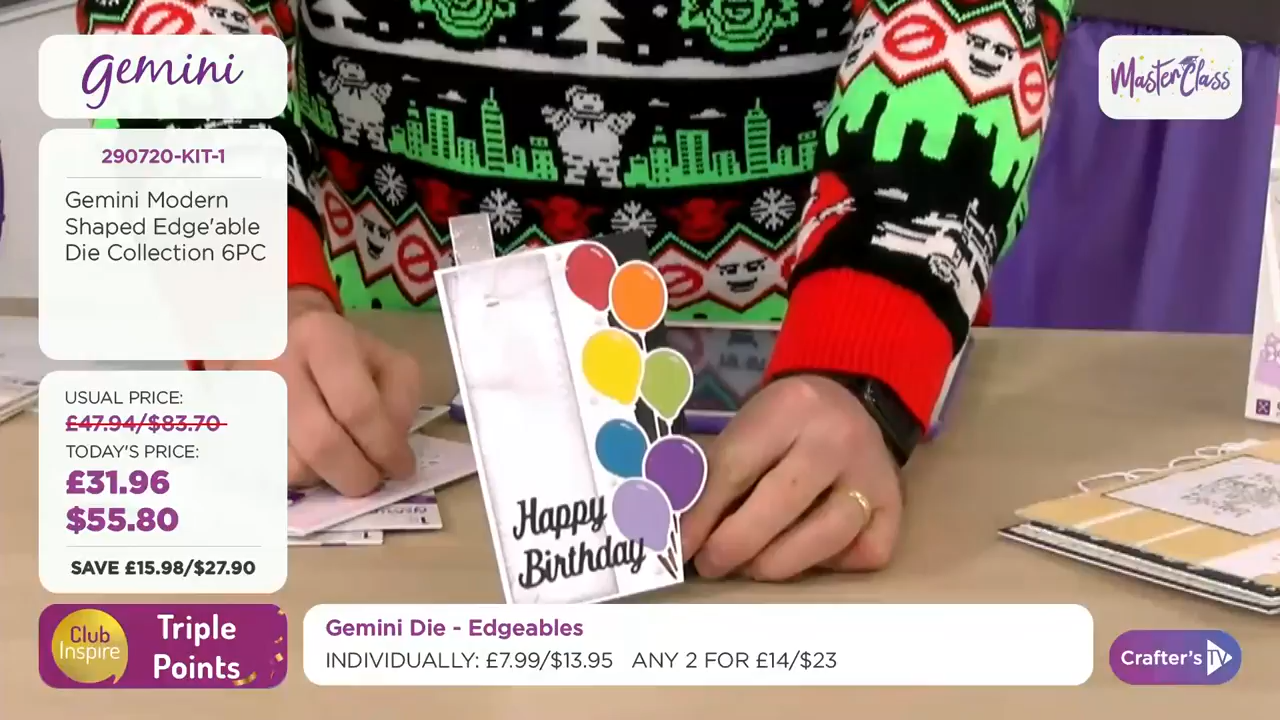 gemini
MasterClass
290720-KIT-1
Gemini Modern
Shaped Edge'able
Die Collection 6PC
USUAL PRICE:
£47.94/$83.70
TODAY'S PRICE:
£31.96
$55.80
SAVE £15.98/$27.90
Happy
Birthday
Club
Inspire
Triple
Points
Gemini Die - Edgeables
INDIVIDUALLY: £7.99/$13.95 ANY 2 FOR £14/$23
Crafter's TV